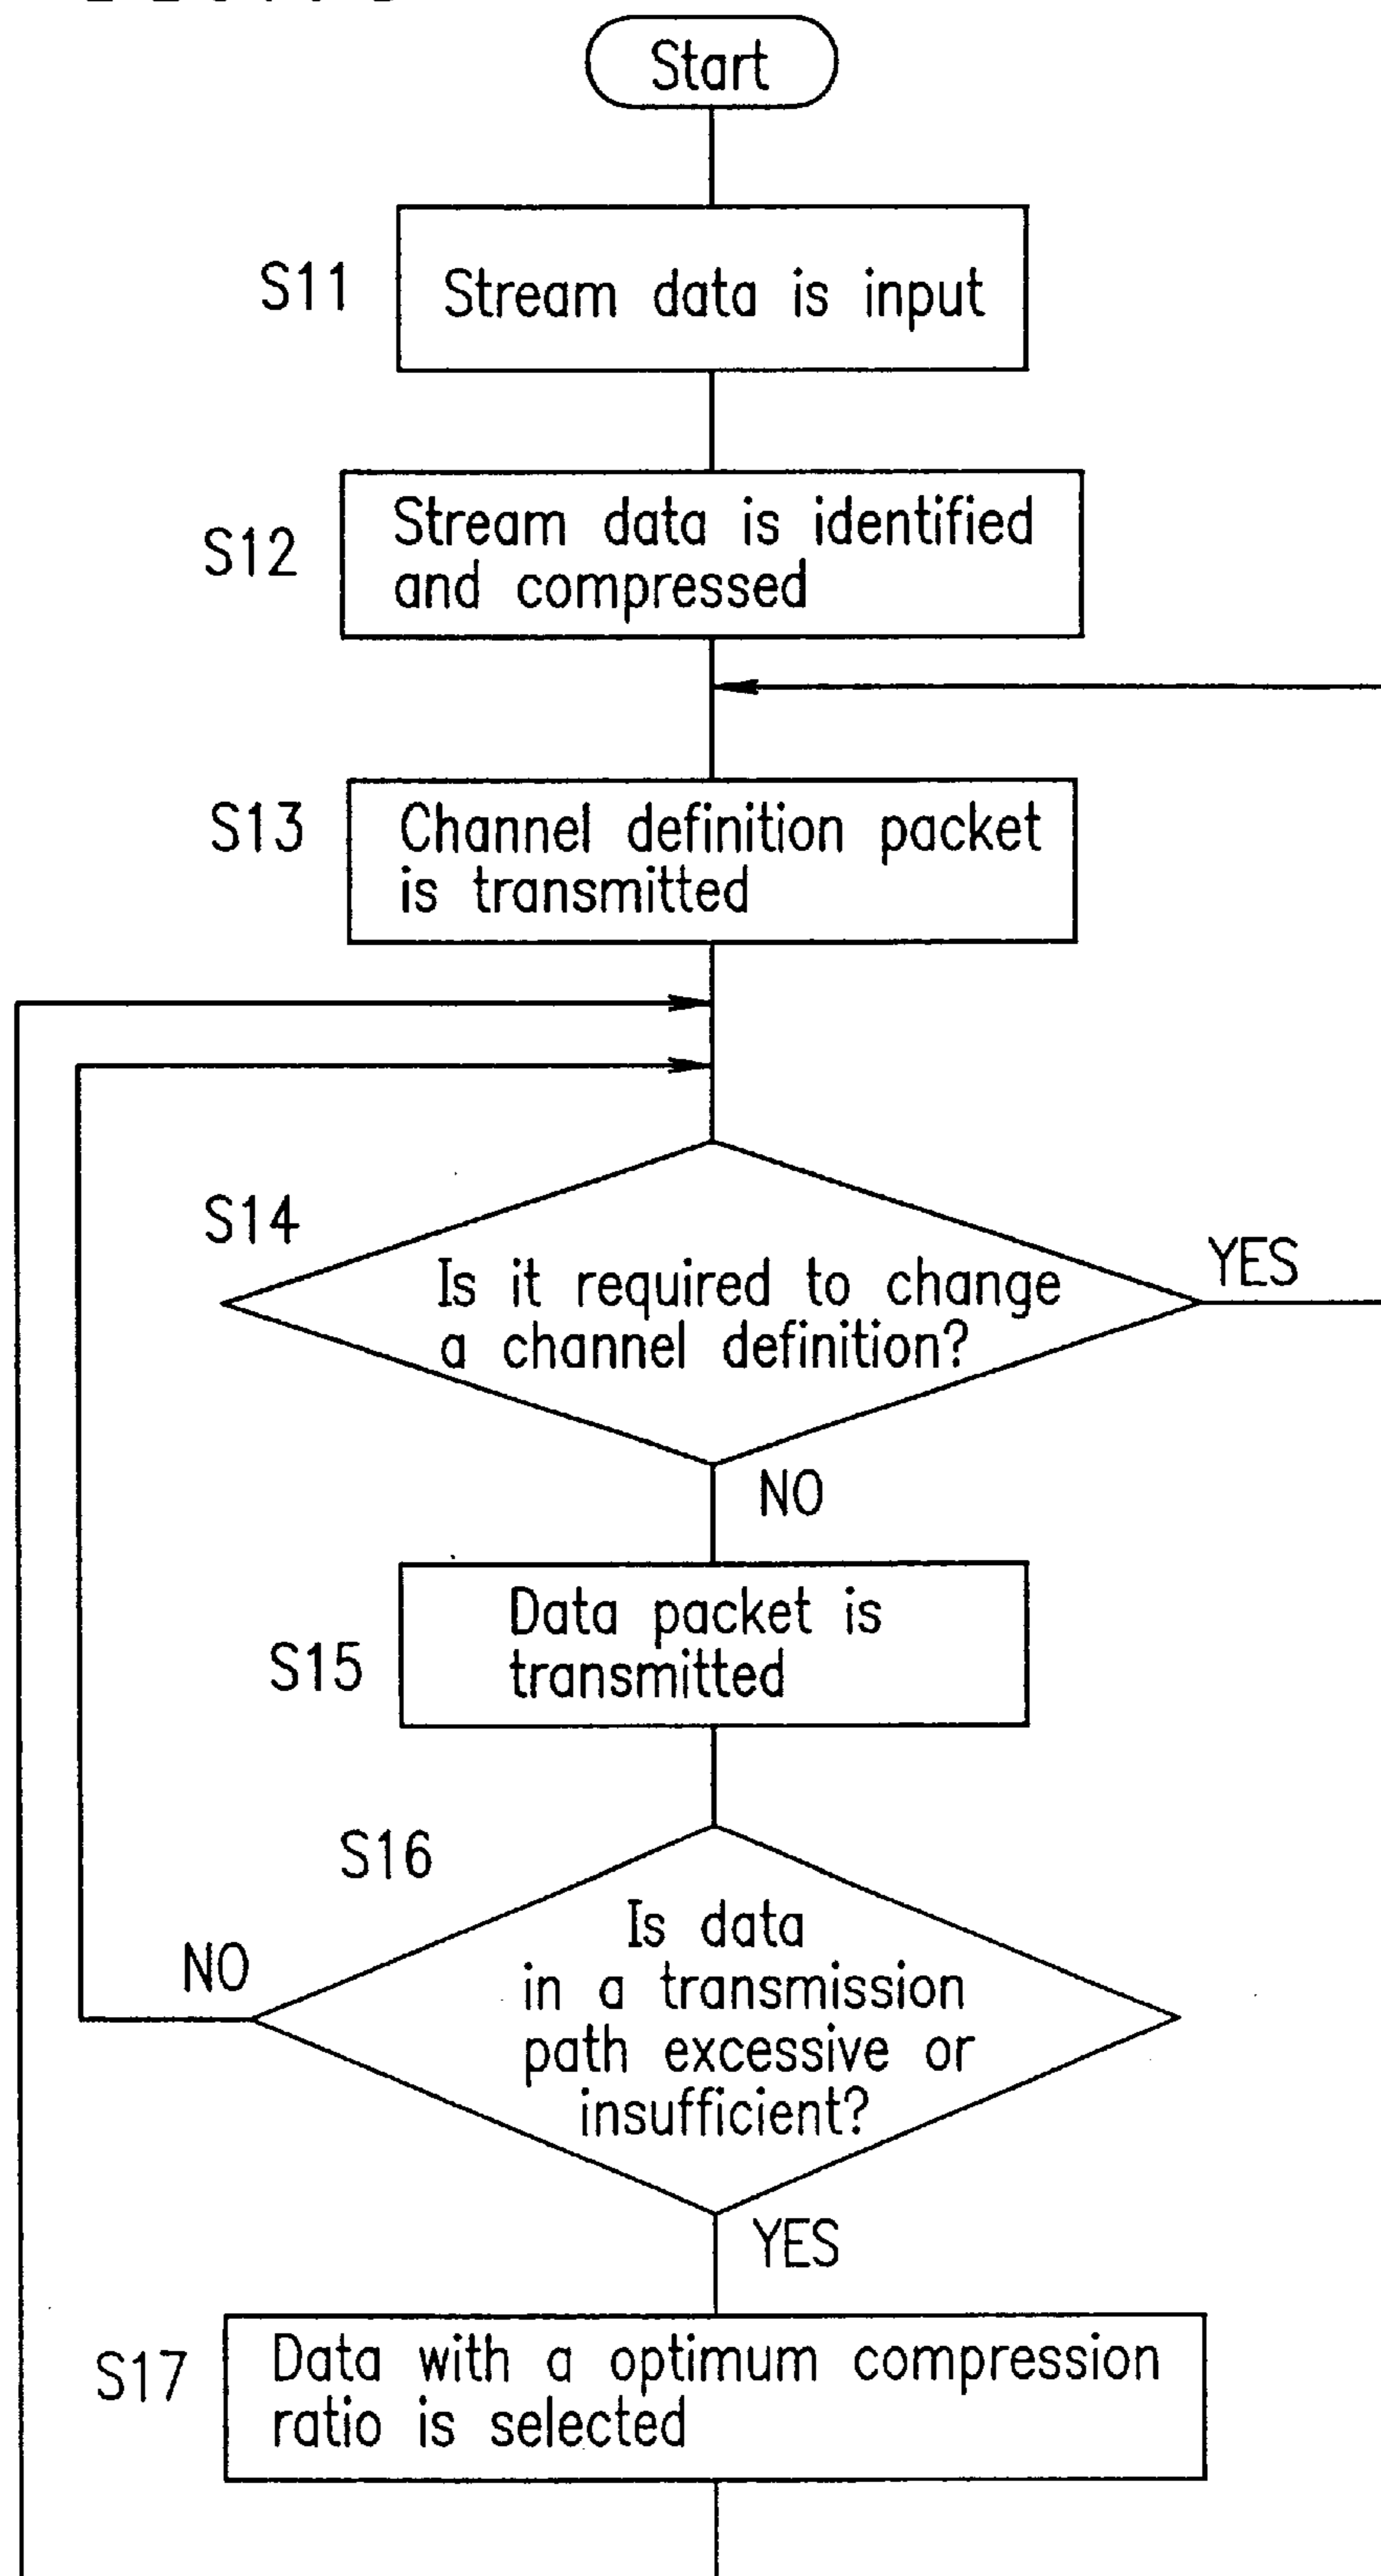 Start
S11
Stream data is input
S12
Stream data is identified
and compressed
S13
Channel definition packet
is transmitted
S14
Is it required to change
a channel definition?
YES
NO
S15
Data packet is
transmitted
S16
Is data
in a transmission
path excessive or
insufficient?
NO
YES
S17
Data with a optimum compression
ratio is selected